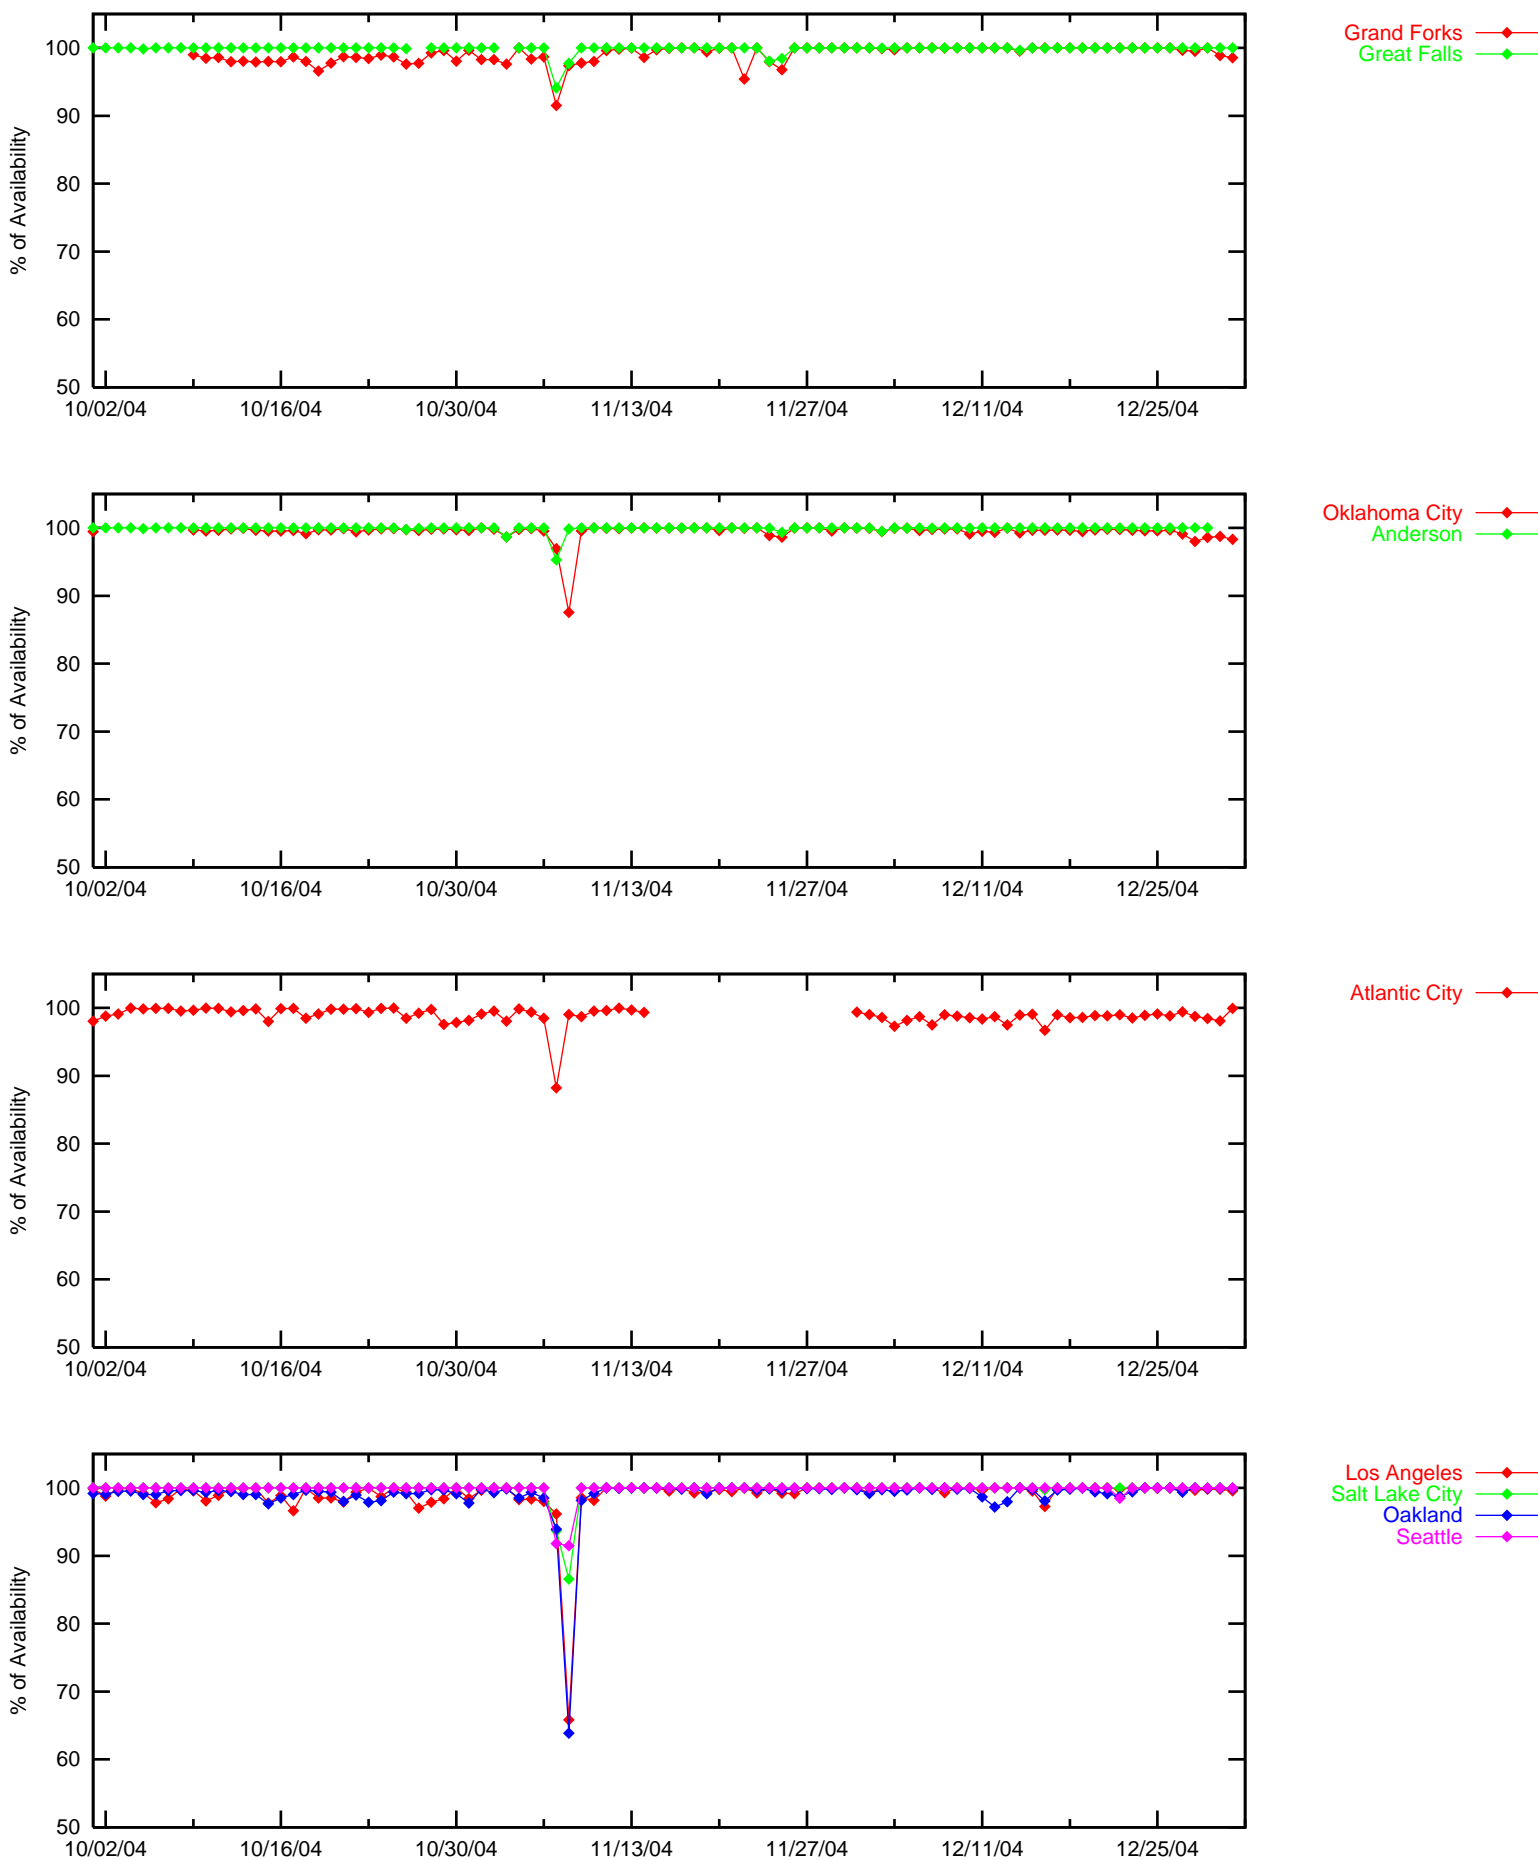 100
90
80
70
60
50
% of Availability
10/02/04 10/16/04 10/30/04 11/13/04 11/27/04 12/11/04 12/25/04
Grand Forks
Great Falls
100
90
80
70
60
50
% of Availability
10/02/04 10/16/04 10/30/04 11/13/04 11/27/04 12/11/04 12/25/04
Oklahoma City
Anderson
100
90
80
70
60
50
% of Availability
10/02/04 10/16/04 10/30/04 11/13/04 11/27/04 12/11/04 12/25/04
Atlantic City
100
90
80
70
60
50
% of Availability
10/02/04 10/16/04 10/30/04 11/13/04 11/27/04 12/11/04 12/25/04
Los Angeles
Salt Lake City
Oakland
Seattle